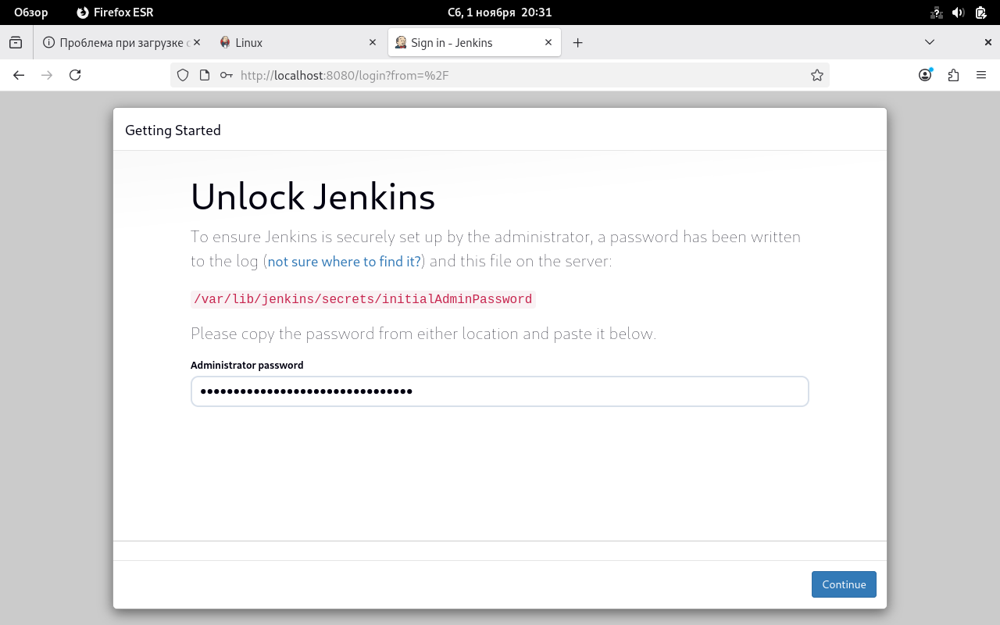 Обзор Firefox ESR Сб, 1 ноября 20:31
Проблема при загрузке с Linux Sign in - Jenkins
http://localhost:8080/login?from=%2F
Getting Started
Unlock Jenkins
To ensure Jenkins is securely set up by the administrator, a password has been written
to the log (not sure where to find it?) and this file on the server:
/var/lib/jenkins/secrets/initialAdminPassword
Please copy the password from either location and paste it below.
Administrator password
••••••••••••••••••••••••••••••••
Continue